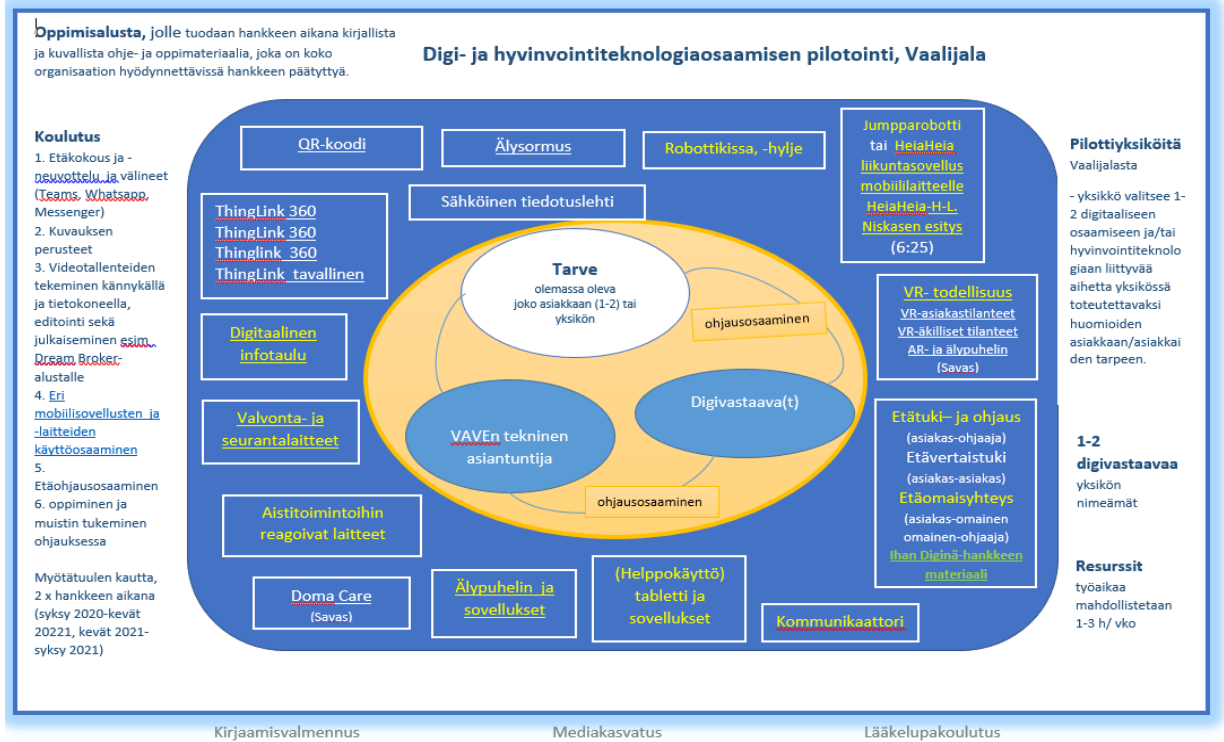 Oppimisalusta, jolle tuodaan hankkeen aikana kirjallista
ja kuvallista ohje- ja oppimateriaalia, joka on koko
organisaation hyödynnettävissä hankkeen päätyttyä.
Digi- ja hyvinvointiteknologiaosaamisen pilotointi, Vaalijala
Koulutus
1. Etäkokous ja -
neuvottelu ja välineet
(Teams, Whatsapp,
Messenger)
2. Kuvauksen
perusteet
3. Videotallenteiden
tekeminen kännykällä
ja tietokoneella,
editointi sekä
julkaiseminen esim.
Dream Broker-
alustalle
4. Eri
mobiilisovellusten ja
-laitteiden
käyttöosaaminen
5.
Etäohjausosaaminen
6. oppiminen ja
muistin tukeminen
ohjauksessa
Myötätuulen kautta,
2 x hankkeen aikana
(syksy 2020-kevät
20221, kevät 2021-
syksy 2021)
QR-koodi
Älysormus
Robottikissa, -hylje
Jumpparobotti
tai HeiaHeia
liikuntasovellus
mobiililaitteelle
HeiaHeia-H-L.
Niskasen esitys
(6:25)
Sähköinen tiedotuslehti
ThingLink 360
ThingLink 360
Thinglink 360
ThingLink tavallinen
Digitaalinen
infotaulu
Valvonta- ja
seurantalaitteet
Aistitoimintoihin
reagoivat laitteet
Doma Care
(Savas)
Älypuhelin ja
sovellukset
(Helppokäyttö)
tabletti ja
sovellukset
Kommunikaattori
Tarve
olemassa oleva
joko asiakkaan (1-2) tai
yksikön
ohjausosaaminen
Digivastaava(t)
VAVEn tekninen
asiantuntija
ohjausosaaminen
VR- todellisuus
VR-asiakastilanteet
VR-äkilliset tilanteet
AR- ja älypuhelin
(Savas)
Etätuki– ja ohjaus
(asiakas-ohjaaja)
Etävertaistuki
(asiakas-asiakas)
Etäomaisyhteys
(asiakas-omainen
omainen-ohjaaja)
Ihan Diginä-hankkeen
materiaali
Pilottiyksiköitä
Vaalijalasta
- yksikkö valitsee 1-
2 digitaaliseen
osaamiseen ja/tai
hyvinvointiteknolo
giaan liittyvää
aihetta yksikössä
toteutettavaksi
huomioiden
asiakkaan/asiakkai
den tarpeen.
1-2
digivastaavaa
yksikön
nimeämät
Resurssit
työaikaa
mahdollistetaan
1-3 h/ vko
Kirjaamisvalmennus
Mediakasvatus
Lääkelupakoulutus